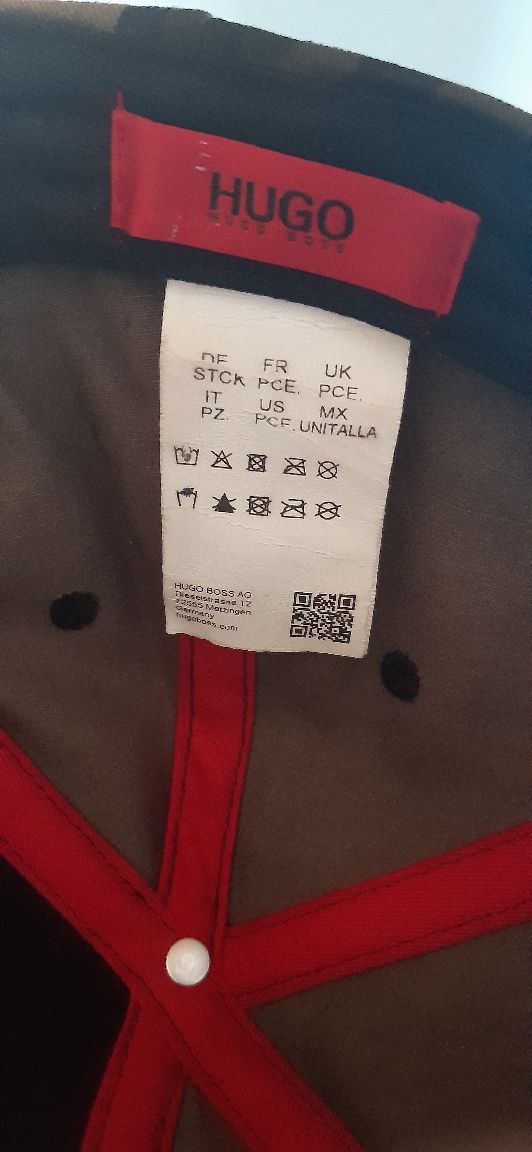 HUGO
HUGO BOSS
DE FR UK
STCK PCE. PCE.
IT US MX
PZ. PCE. UNITALLA
HUGO BOSS AG
Dieselstrasse 12
72555 Metzingen
Germany
hugoboss.com